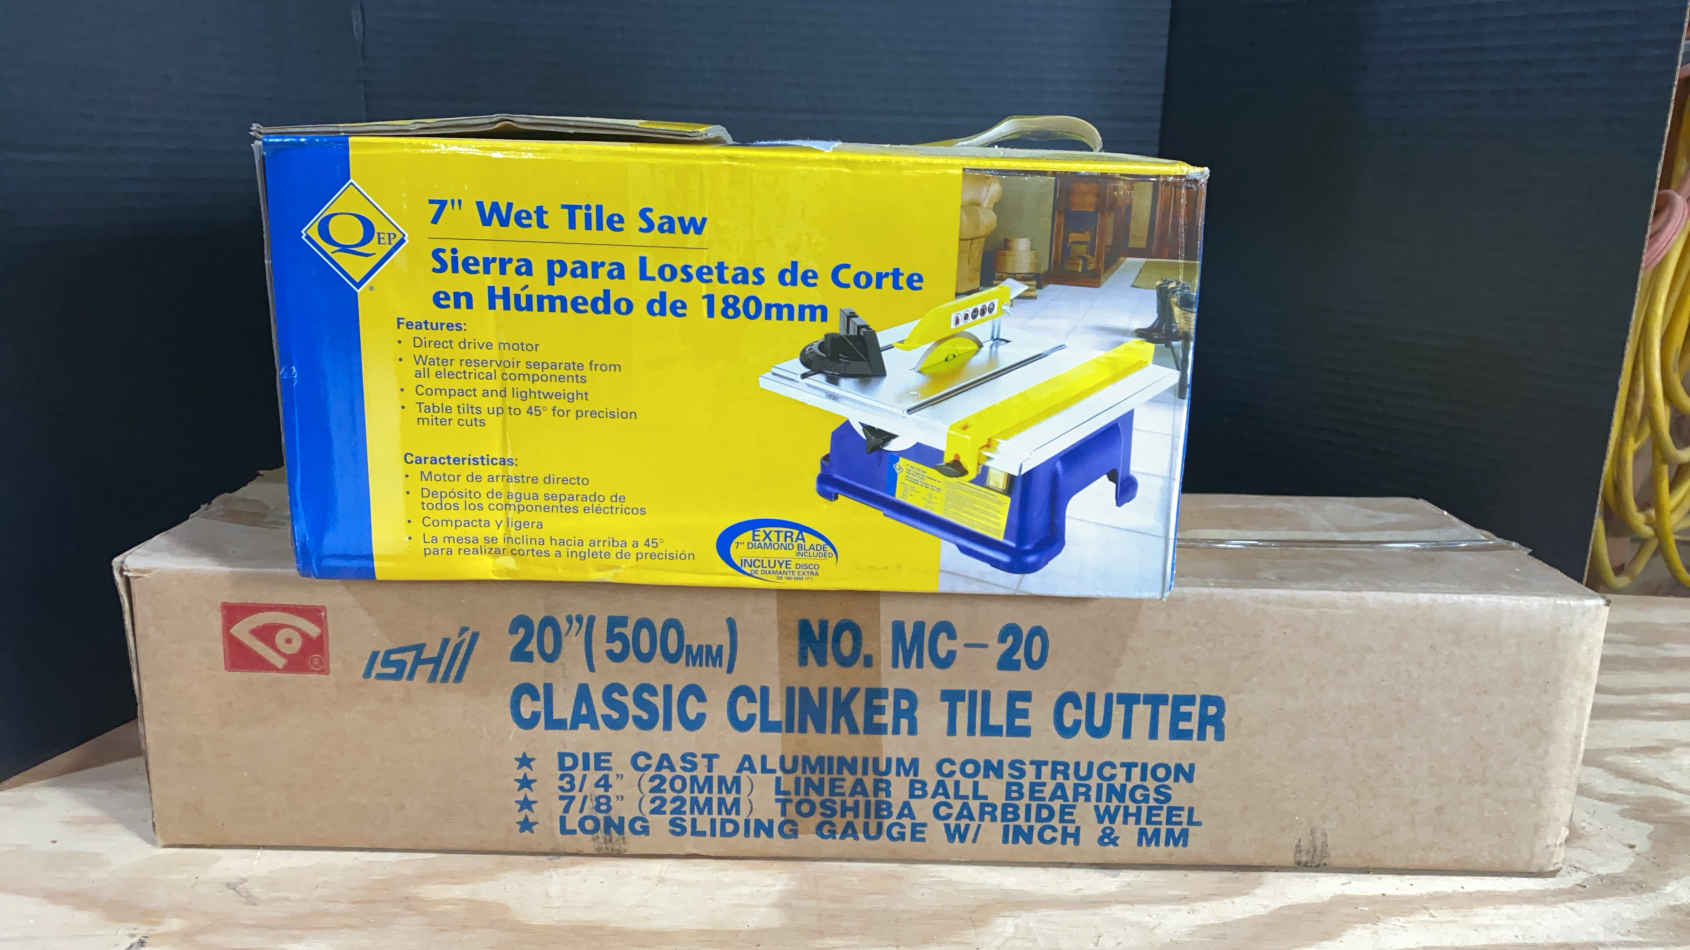 QEP
®
7" Wet Tile Saw
Sierra para Losetas de Corte
en Húmedo de 180mm
Features:
• Direct drive motor
• Water reservoir separate from
all electrical components
• Compact and lightweight
• Table tilts up to 45° for precision
miter cuts
Características:
• Motor de arrastre directo
• Depósito de agua separado de
todos los componentes eléctricos
• Compacta y ligera
• La mesa se inclina hacia arriba a 45°
para realizar cortes a inglete de precisión
EXTRA
7" DIAMOND BLADE
INCLUDED
INCLUYE DISCO
DE DIAMANTE EXTRA
®
ISHII
20"(500MM) NO. MC-20
CLASSIC CLINKER TILE CUTTER
★ DIE CAST ALUMINIUM CONSTRUCTION
★ 3/4" (20MM) LINEAR BALL BEARINGS
★ 7/8" (22MM) TOSHIBA CARBIDE WHEEL
★ LONG SLIDING GAUGE W/ INCH & MM